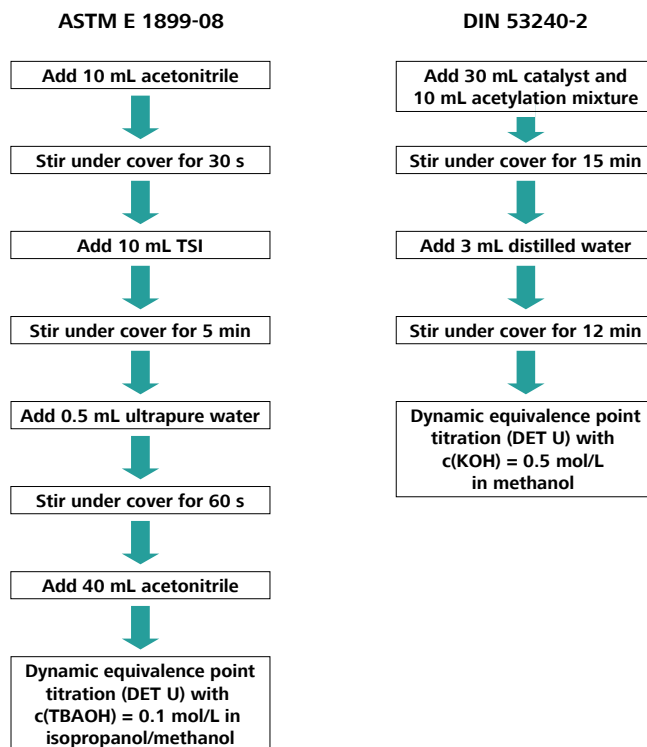 ASTM E 1899-08
Add 10 mL acetonitrile
Stir under cover for 30 s
Add 10 mL TSI
Stir under cover for 5 min
Add 0.5 mL ultrapure water
Stir under cover for 60 s
Add 40 mL acetonitrile
Dynamic equivalence point
titration (DET U) with
c(TBAOH) = 0.1 mol/L in
isopropanol/methanol
DIN 53240-2
Add 30 mL catalyst and
10 mL acetylation mixture
Stir under cover for 15 min
Add 3 mL distilled water
Stir under cover for 12 min
Dynamic equivalence point
titration (DET U) with
c(KOH) = 0.5 mol/L
in methanol